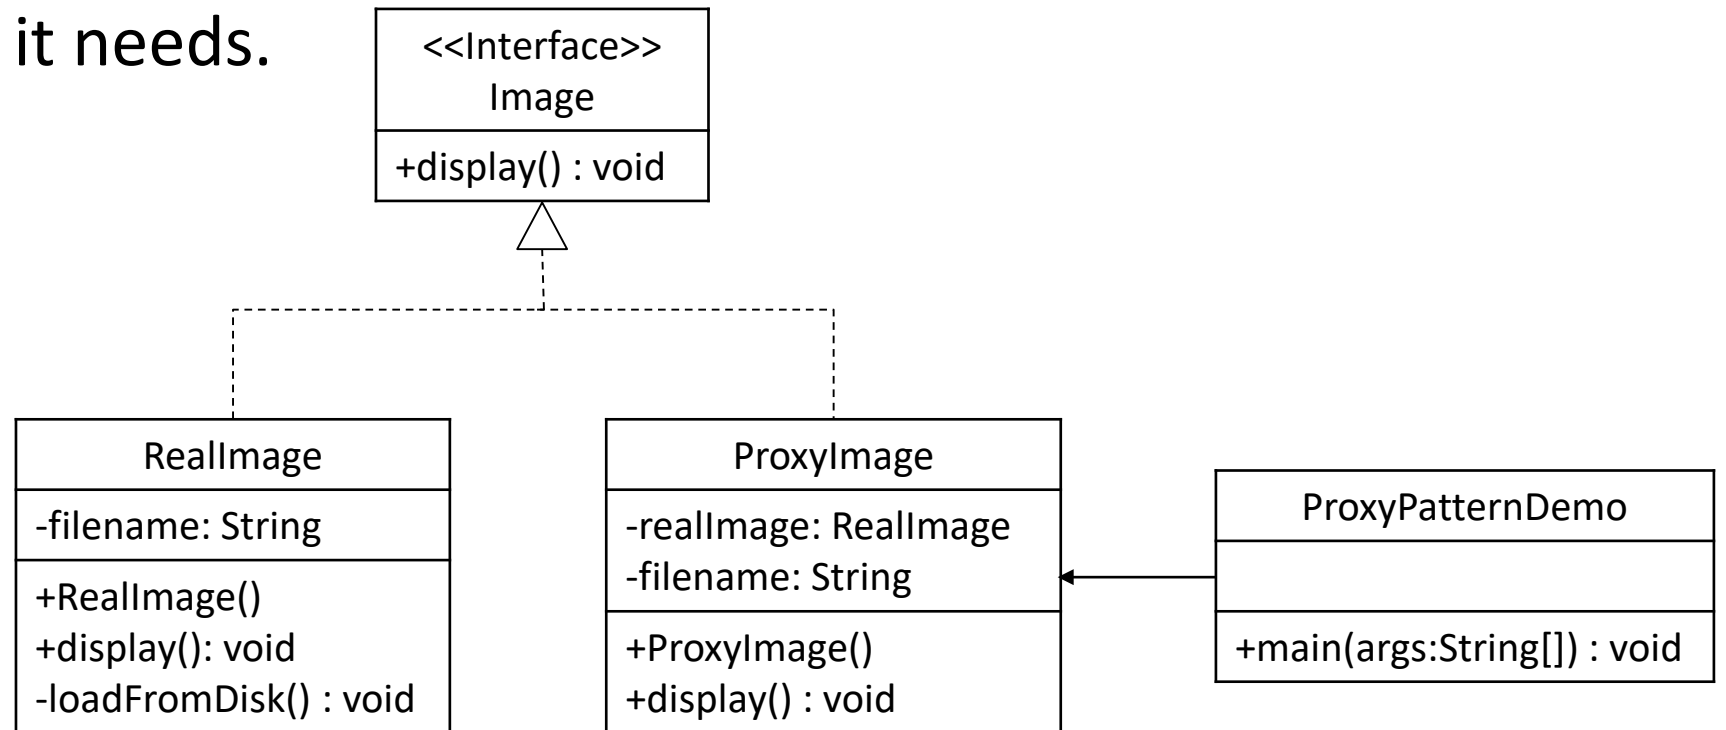 it needs.
<<Interface>>
Image
+display() : void
RealImage
-filename: String
+RealImage()
+display(): void
-loadFromDisk() : void
ProxyImage
-realImage: RealImage
-filename: String
+ProxyImage()
+display() : void
ProxyPatternDemo
+main(args:String[]) : void